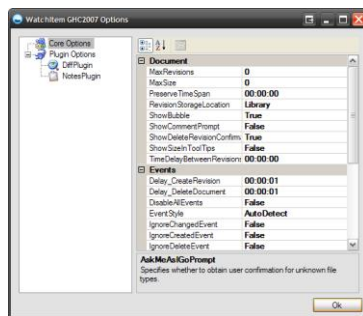 WatchItem GHC2007 Options
Core Options
Plugin Options
DiffPlugin
NotesPlugin
Document
MaxRevisions 0
MaxSize 0
PreserveTimeSpan 00:00:00
RevisionStorageLocation Library
ShowBubble True
ShowCommentPrompt False
ShowDeleteRevisionConfirm True
ShowSizeInToolTips False
TimeDelayBetweenRevisions 00:00:00
Events
Delay_CreateRevision 00:00:01
Delay_DeleteDocument 00:00:01
DisableAllEvents False
EventStyle AutoDetect
IgnoreChangedEvent False
IgnoreCreatedEvent False
IgnoreDeleteEvent False
AskMeAsIGoPrompt
Specifies whether to obtain user confirmation for unknown file
types.
Ok